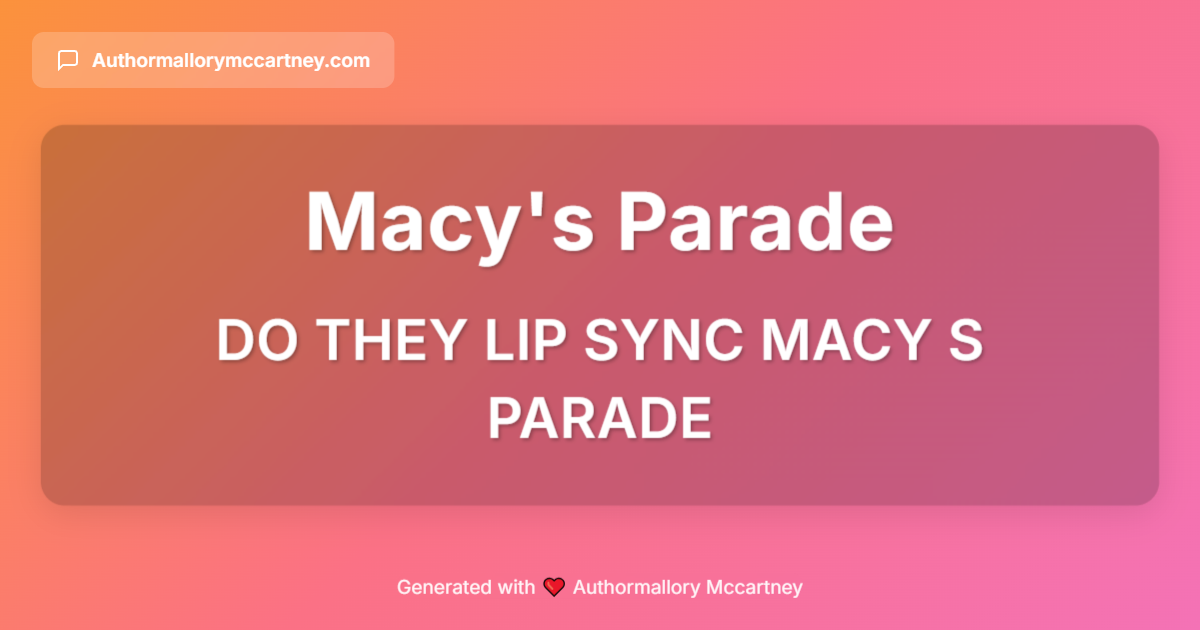 Authormallorymccartney.com
Macy's Parade
DO THEY LIP SYNC MACY S
PARADE
Generated with ❤️ Authormallory Mccartney